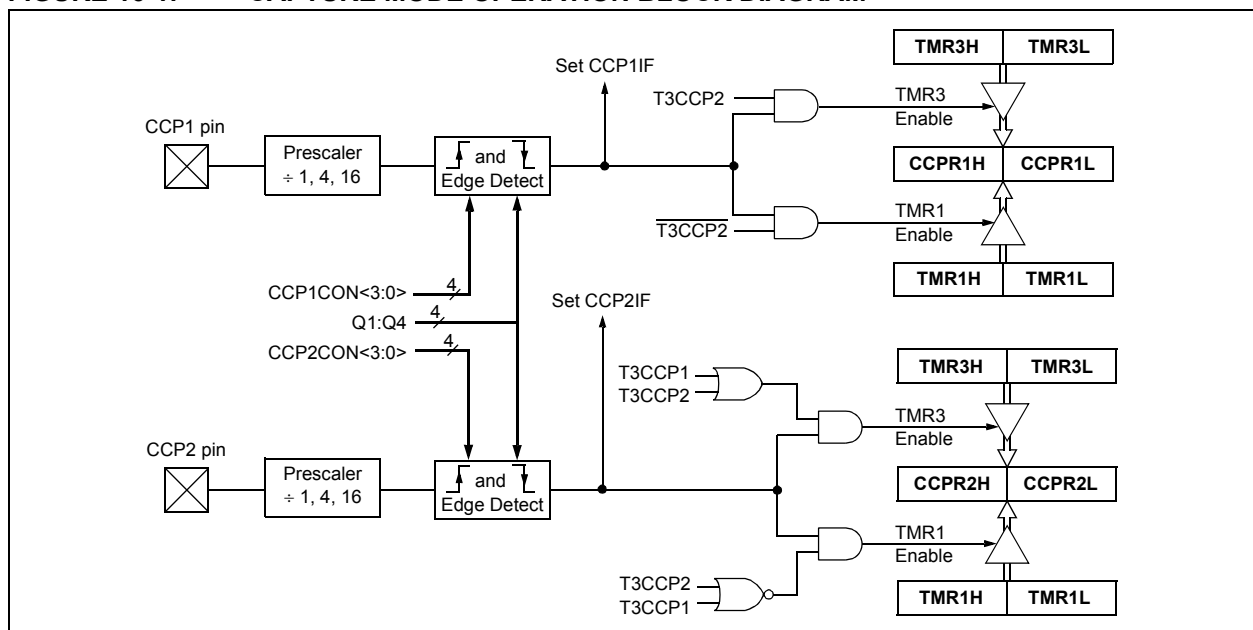 TMR3H TMR3L
Set CCP1IF
T3CCP2
TMR3
Enable
CCP1 pin
Prescaler
÷ 1, 4, 16
and
Edge Detect
CCPR1H CCPR1L
T3CCP2
TMR1
Enable
TMR1H TMR1L
CCP1CON<3:0> 4
Q1:Q4 4
CCP2CON<3:0> 4
Set CCP2IF
TMR3H TMR3L
T3CCP1
T3CCP2
TMR3
Enable
CCP2 pin
Prescaler
÷ 1, 4, 16
and
Edge Detect
CCPR2H CCPR2L
TMR1
Enable
T3CCP2
T3CCP1
TMR1H TMR1L